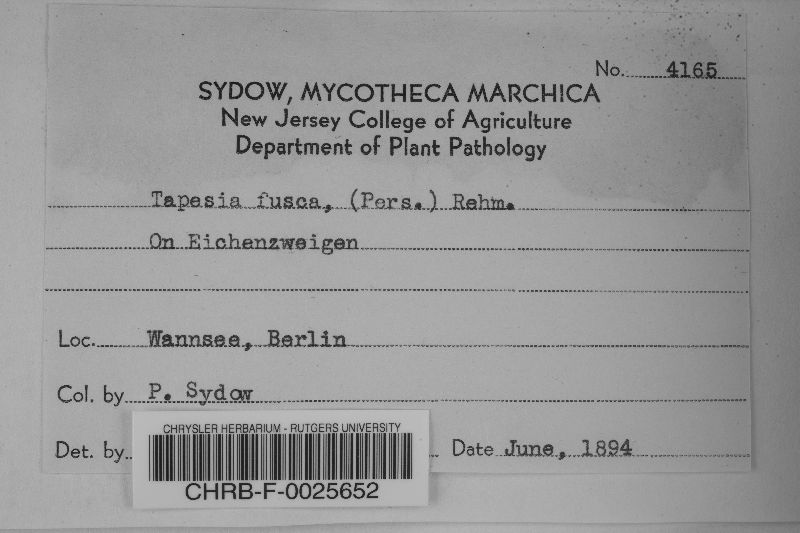 No. 4165
SYDOW, MYCOTHECA MARCHICA
New Jersey College of Agriculture
Department of Plant Pathology
Tapesia fusca, (Pers.) Rehm.
On Eichenzweigen
Loc. Wannsee, Berlin
Col. by P. Sydow
Det. by
Date June, 1894
CHRYSLER HERBARIUM - RUTGERS UNIVERSITY
CHRB-F-0025652